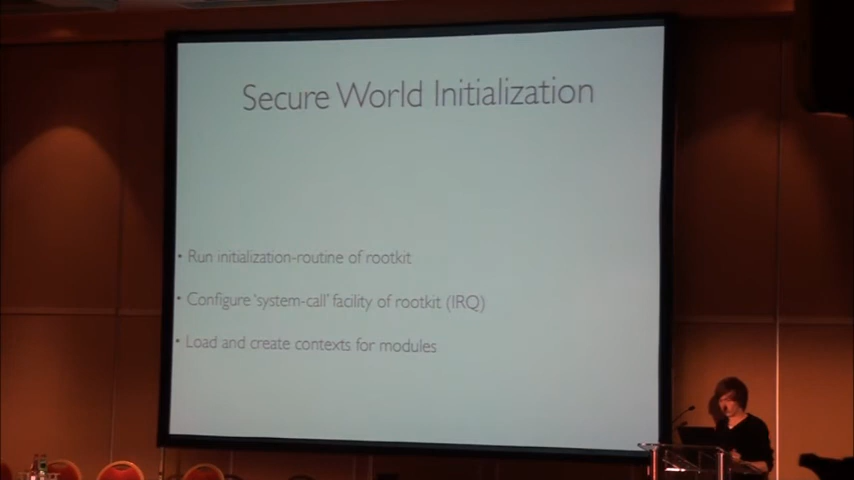 Secure World Initialization
• Run initialization-routine of rootkit
• Configure 'system-call' facility of rootkit (IRQ)
• Load and create contexts for modules